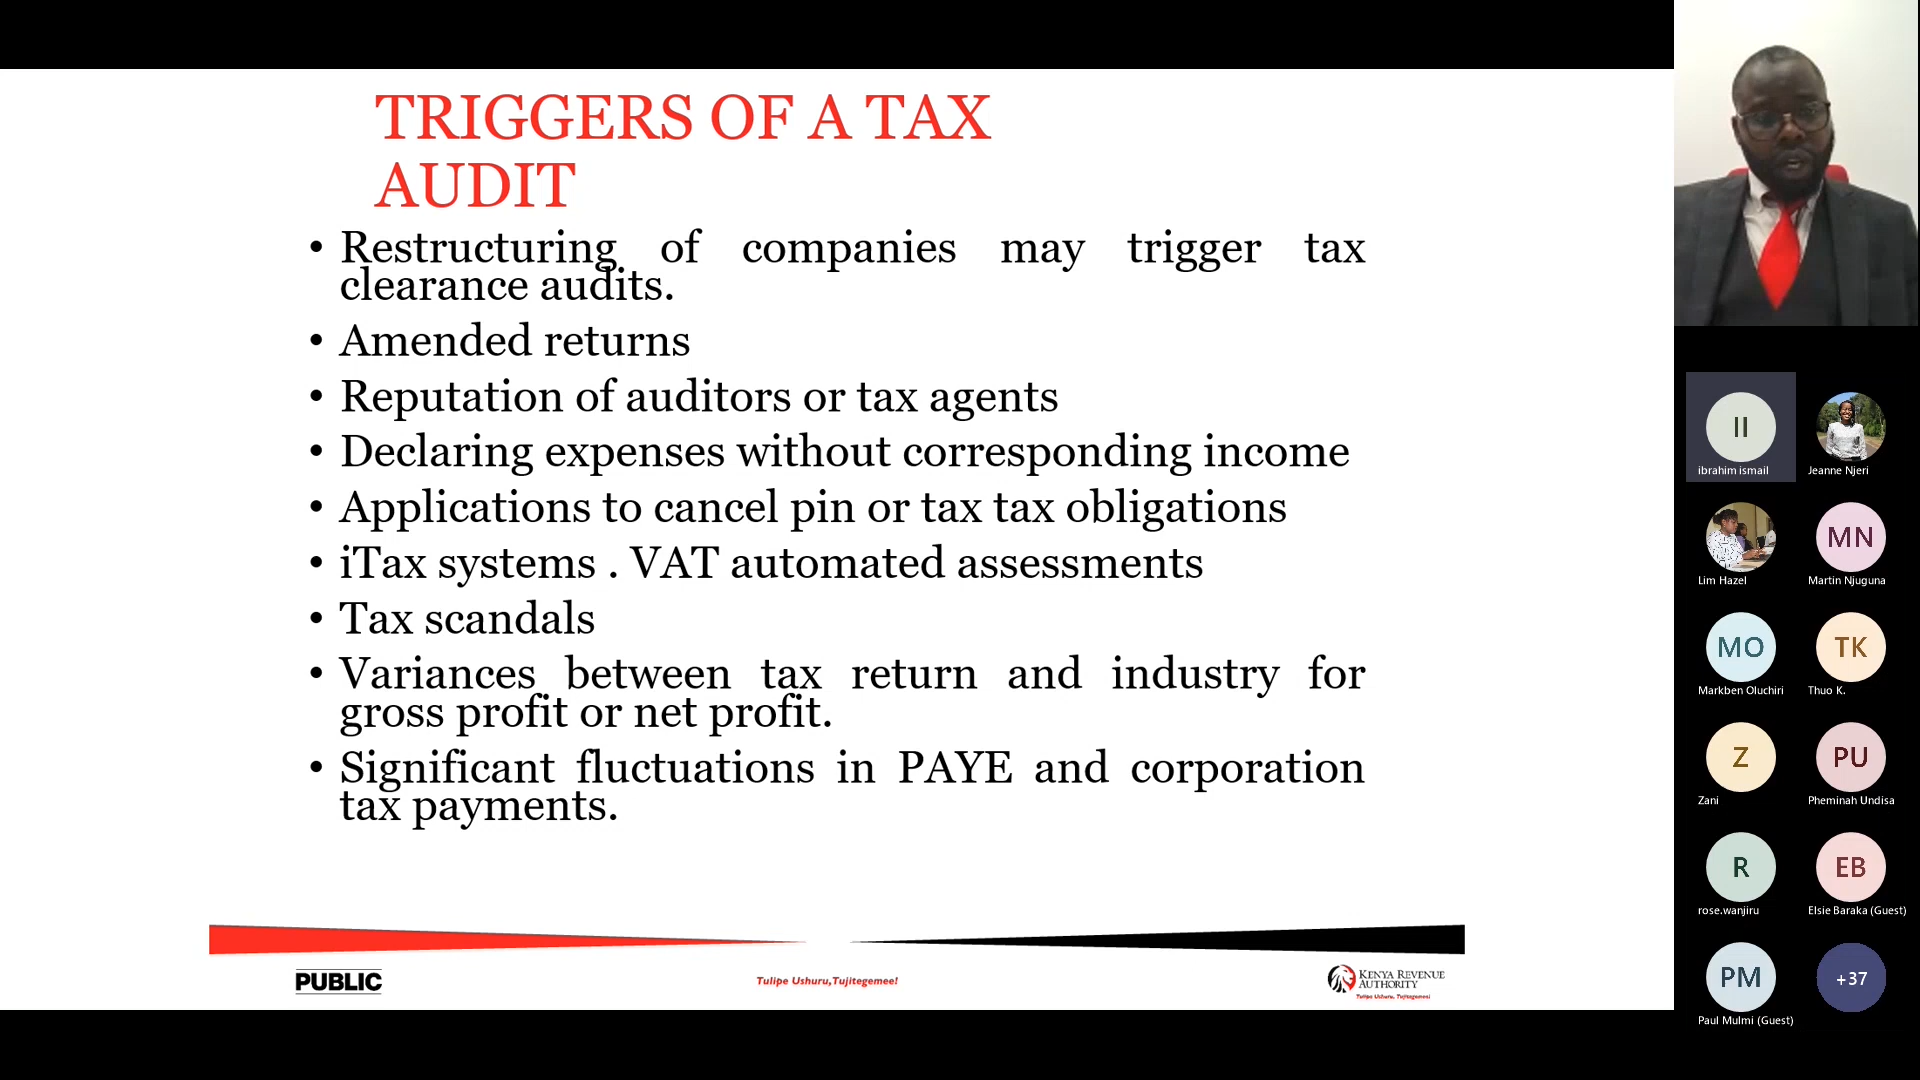 TRIGGERS OF A TAX
AUDIT
• Restructuring of companies may trigger tax
clearance audits.
• Amended returns
• Reputation of auditors or tax agents
• Declaring expenses without corresponding income
• Applications to cancel pin or tax tax obligations
• iTax systems . VAT automated assessments
• Tax scandals
• Variances between tax return and industry for
gross profit or net profit.
• Significant fluctuations in PAYE and corporation
tax payments.
PUBLIC
Tulipe Ushuru, Tujitegemee!
KENYA REVENUE
AUTHORITY
Tulipe Ushuru, Tujitegemee!
II
ibrahim ismail
Jeanne Njeri
Lim Hazel
MN
Martin Njuguna
MO
Markben Oluchiri
TK
Thuo K.
Z
Zani
PU
Pheminah Undisa
R
rose.wanjiru
EB
Elsie Baraka (Guest)
PM
Paul Mulmi (Guest)
+37